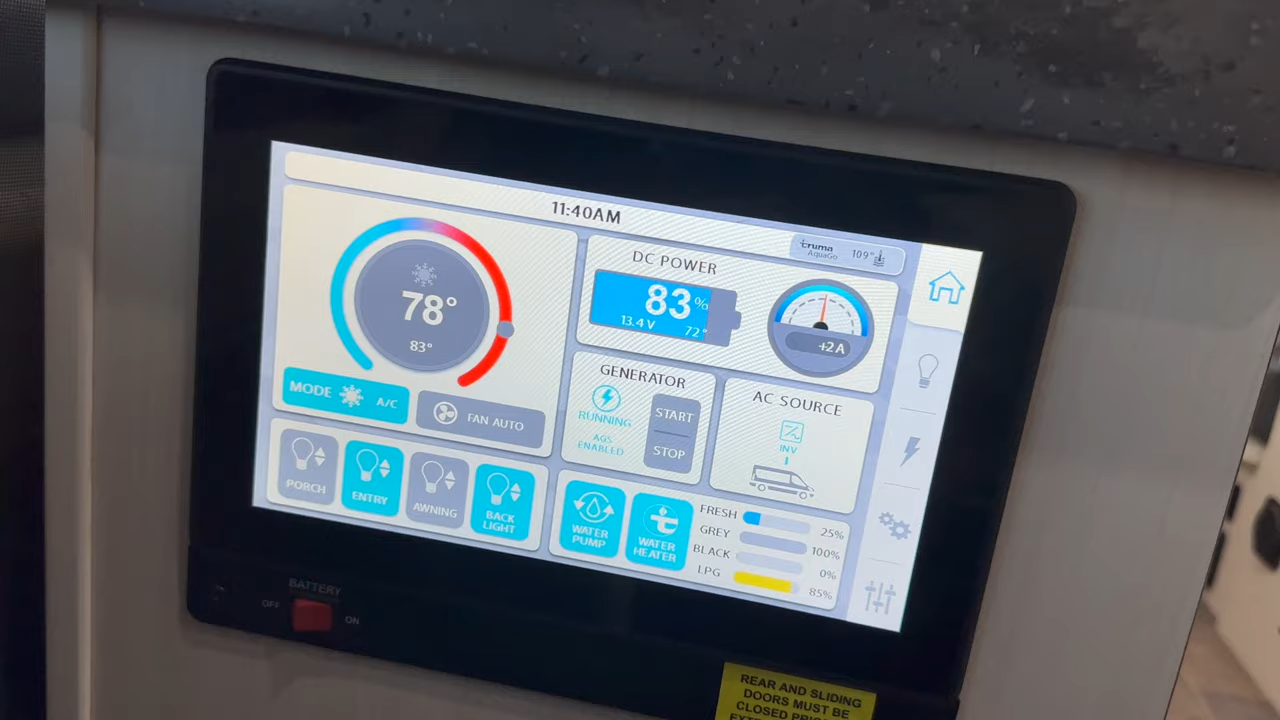 11:40AM
truma
AquaGo
109°
78°
83°
MODE
A/C
FAN AUTO
DC POWER
83%
13.4 V
72°
+2A
GENERATOR
RUNNING
AGS
ENABLED
START
STOP
AC SOURCE
INV
PORCH
ENTRY
AWNING
BACK
LIGHT
WATER
PUMP
WATER
HEATER
FRESH 25%
GREY 100%
BLACK 0%
LPG 85%
BATTERY
OFF
ON
REAR AND SLIDING
DOORS MUST BE
CLOSED